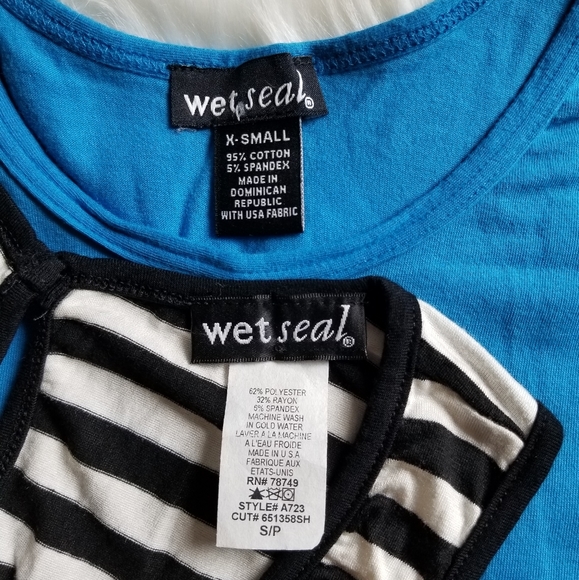 wetseal®
X-SMALL
95% COTTON
5% SPANDEX
MADE IN
DOMINICAN
REPUBLIC
WITH USA FABRIC
wetseal®
62% POLYESTER
32% RAYON
6% SPANDEX
MACHINE WASH
IN COLD WATER
LAVER A LA MACHINE
A L'EAU FROIDE
MADE IN U S A
FABRIQUE AUX
ETATS-UNIS
RN# 78749
STYLE# A723
CUT# 651358SH
S/P